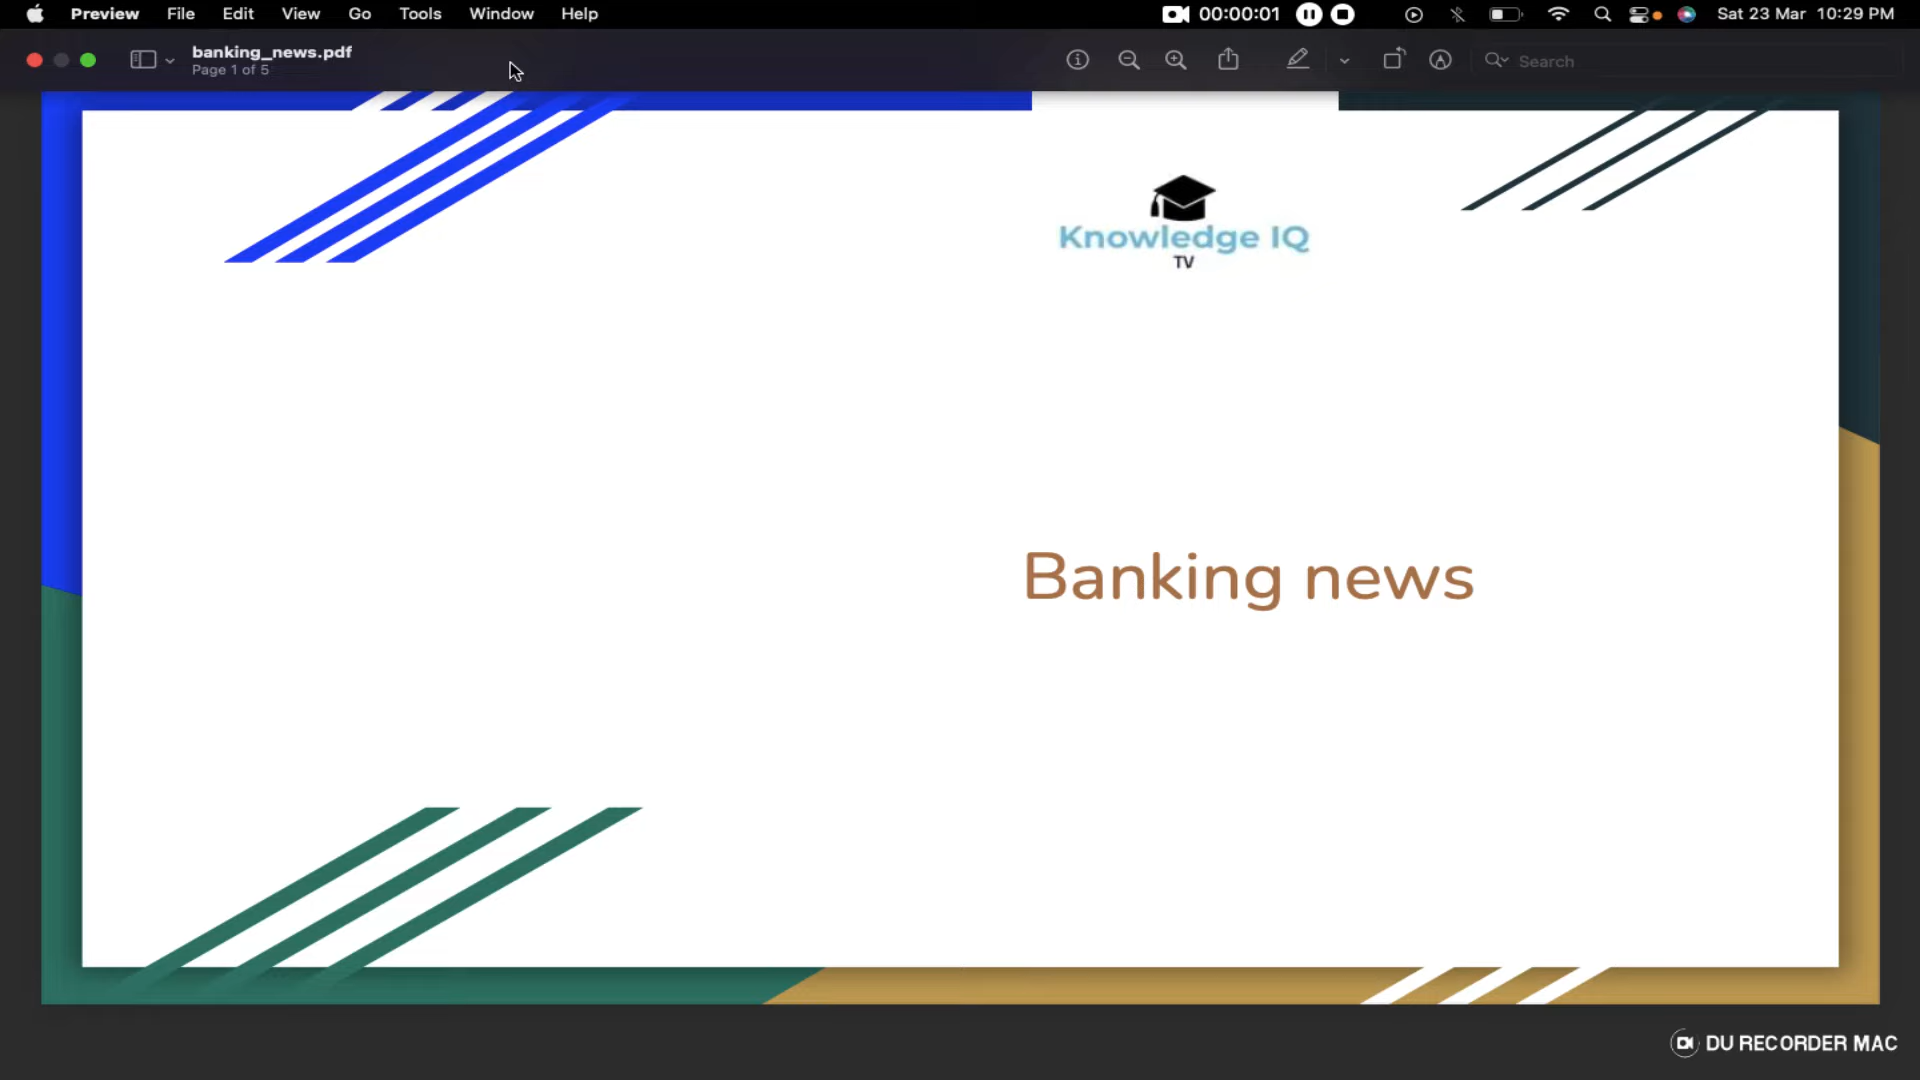 Preview File Edit View Go Tools Window Help 00:00:01 Sat 23 Mar 10:29 PM
banking_news.pdf
Page 1 of 5
Search
Knowledge IQ
TV
Banking news
DU RECORDER MAC